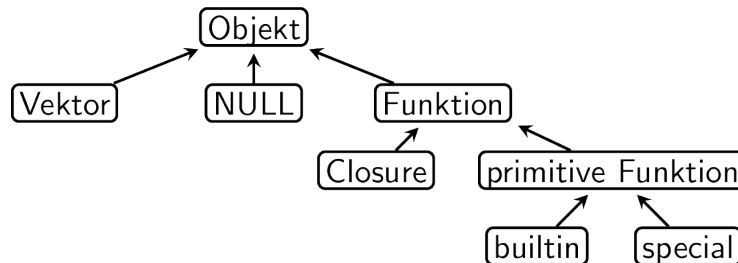 Objekt
Vektor NULL Funktion
Closure primitive Funktion
builtin special